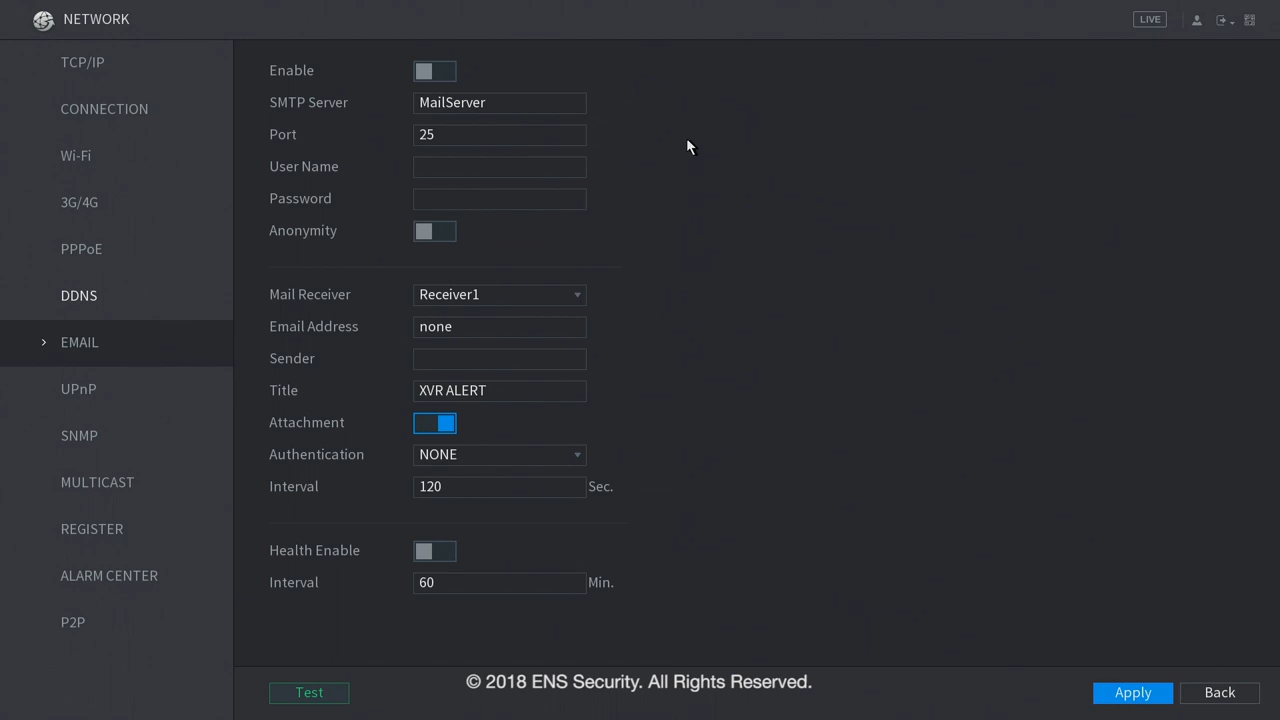 NETWORK
LIVE
TCP/IP
CONNECTION
Wi-Fi
3G/4G
PPPoE
DDNS
EMAIL
UPnP
SNMP
MULTICAST
REGISTER
ALARM CENTER
P2P
Enable
SMTP Server MailServer
Port 25
User Name
Password
Anonymity
Mail Receiver Receiver1
Email Address none
Sender
Title XVR ALERT
Attachment
Authentication NONE
Interval 120 Sec.
Health Enable
Interval 60 Min.
Test
© 2018 ENS Security. All Rights Reserved.
Apply
Back